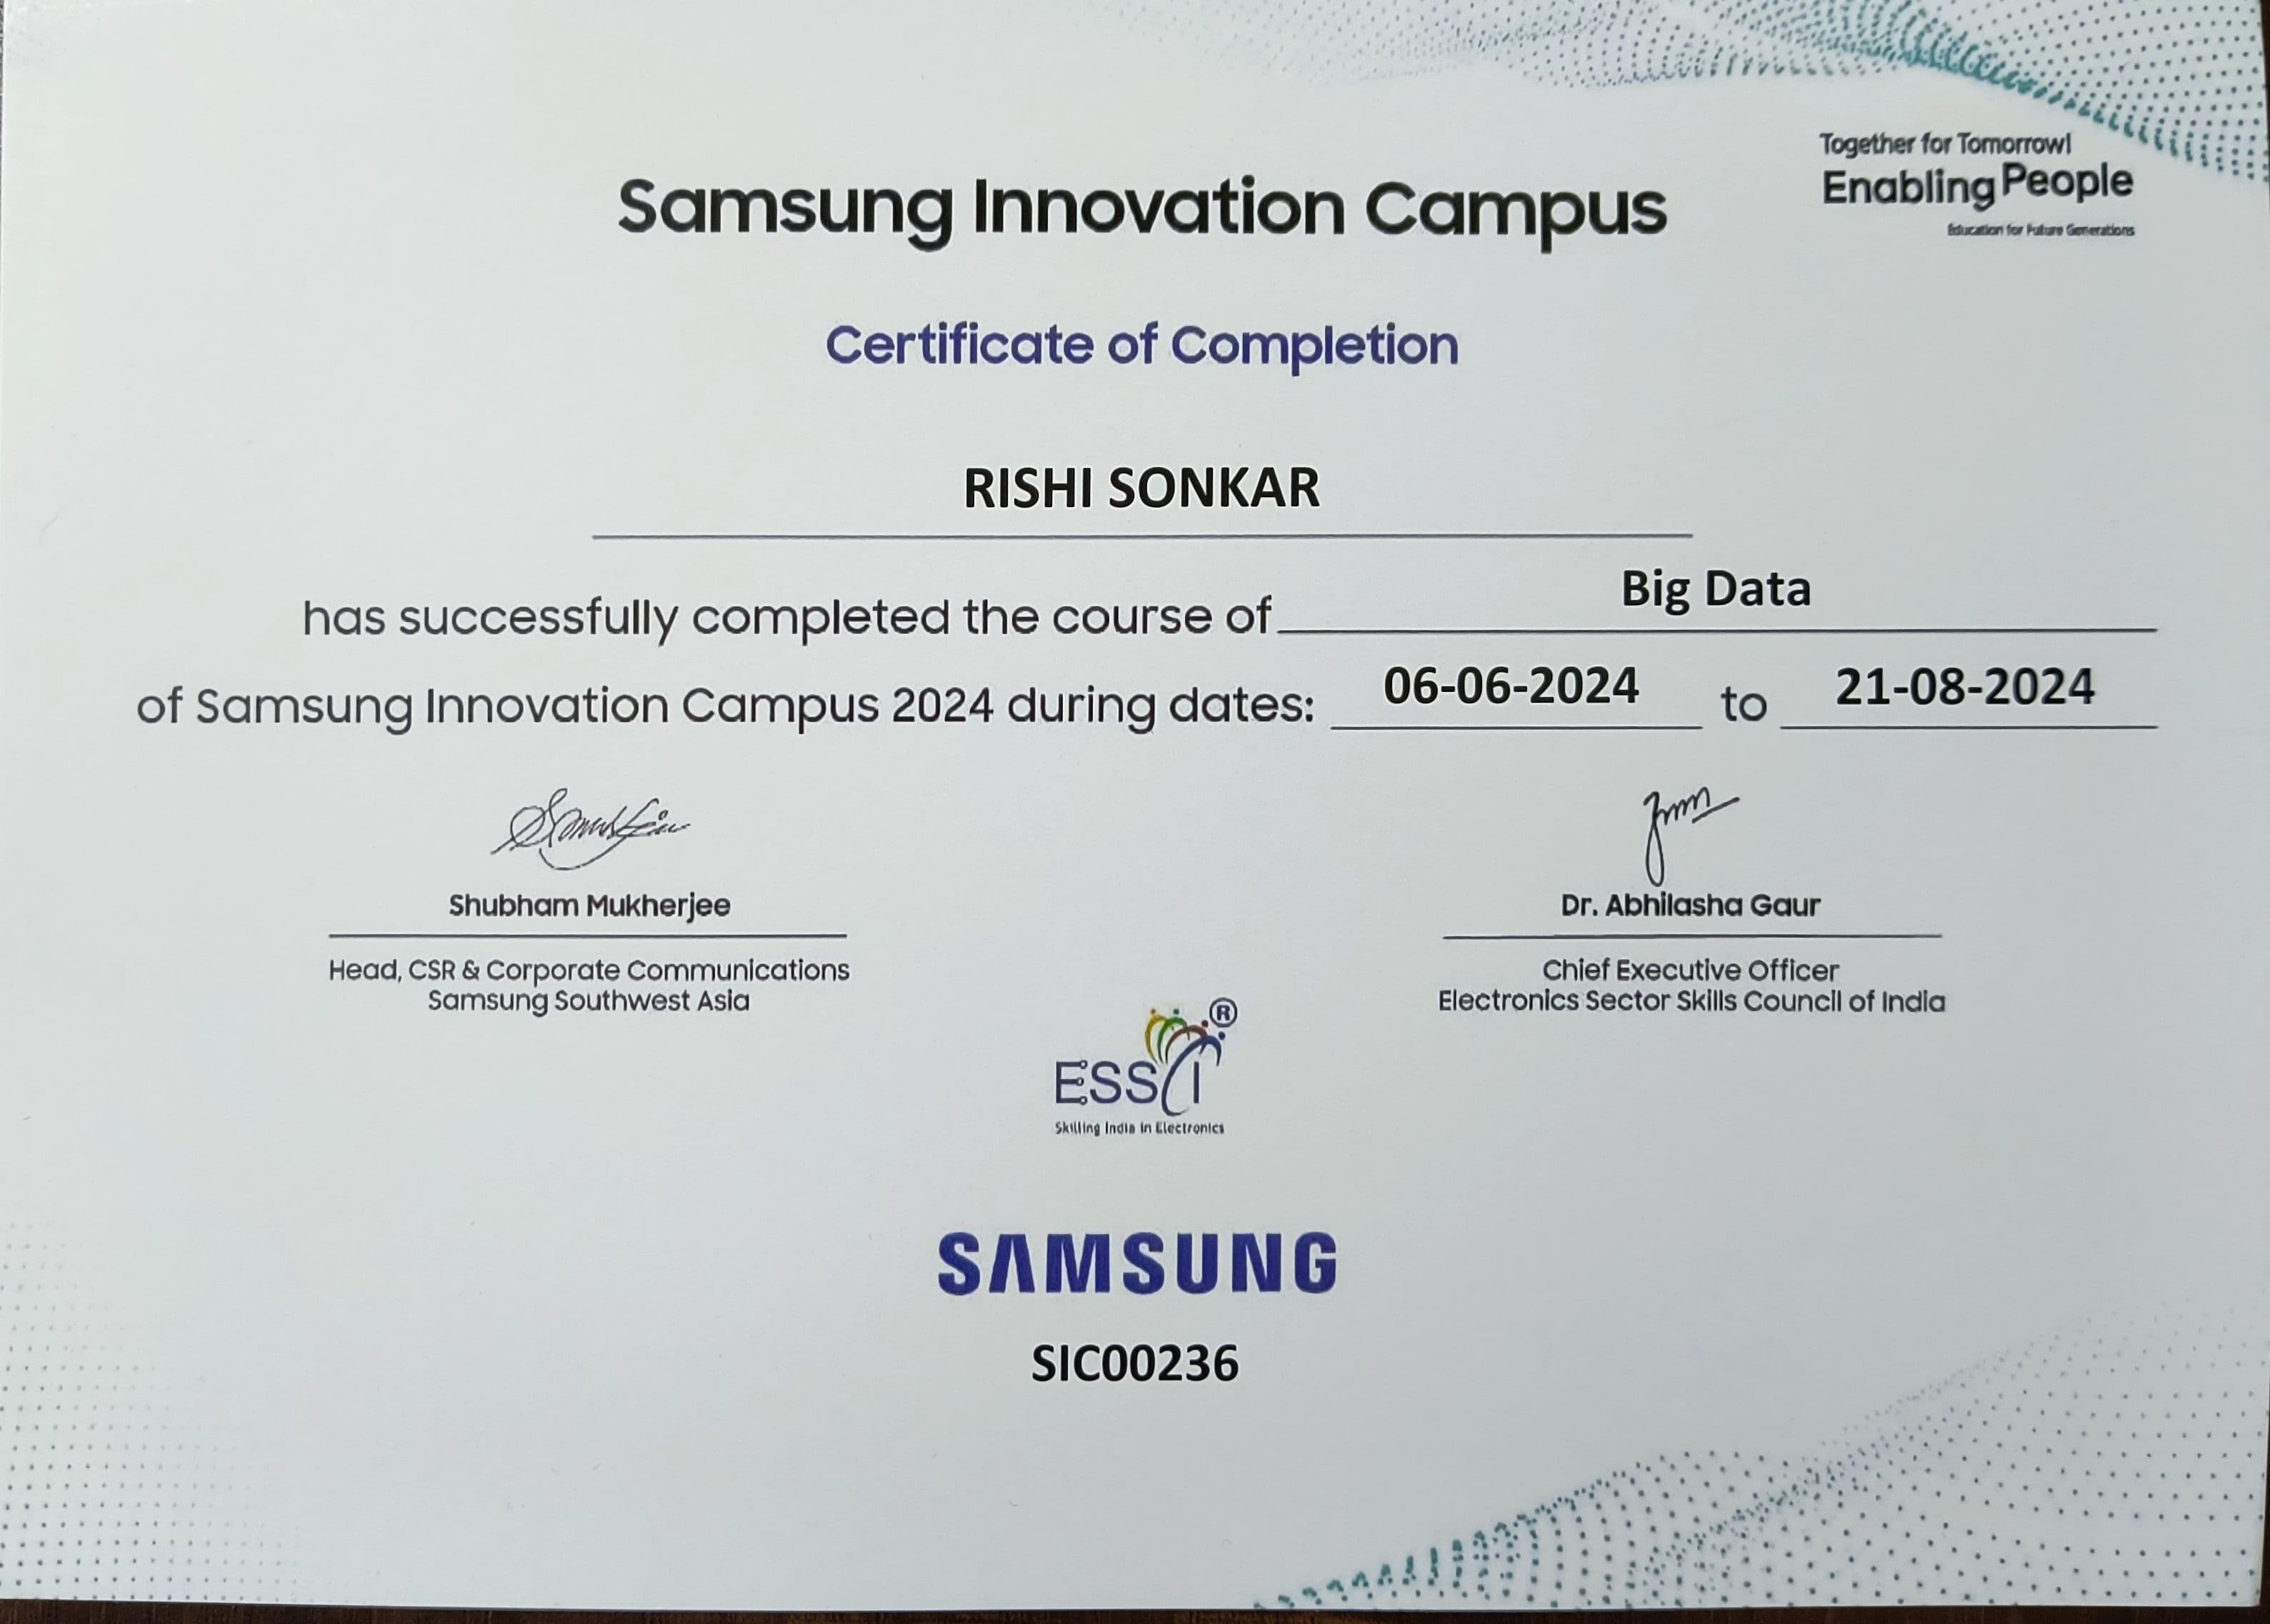 Together for Tomorrow!
Enabling People
Education for Future Generations
Samsung Innovation Campus
Certificate of Completion
RISHI SONKAR
has successfully completed the course of Big Data
of Samsung Innovation Campus 2024 during dates: 06-06-2024 to 21-08-2024
Shubham Mukherjee
Head, CSR & Corporate Communications
Samsung Southwest Asia
Dr. Abhilasha Gaur
Chief Executive Officer
Electronics Sector Skills Council of India
ESSCI®
Skilling India in Electronics
SAMSUNG
SIC00236